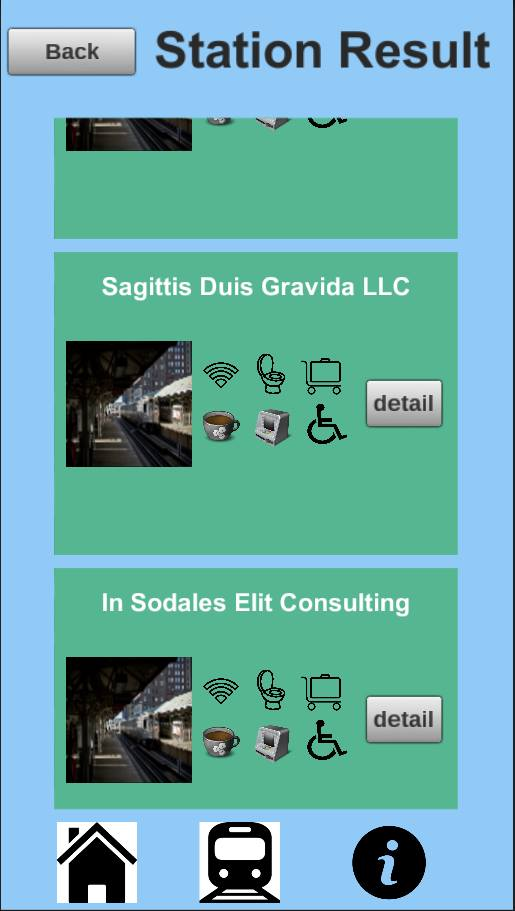 Back
Station Result
Sagittis Duis Gravida LLC
detail
In Sodales Elit Consulting
detail
i